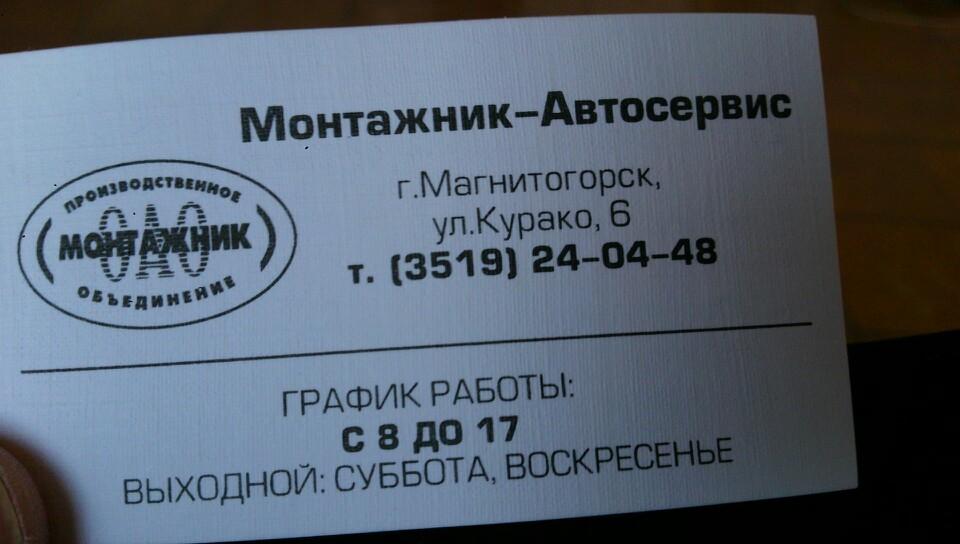 Монтажник-Автосервис
ПРОИЗВОДСТВЕННОЕ
ОАО
МОНТАЖНИК
ОБЪЕДИНЕНИЕ
г.Магнитогорск,
ул.Курако, 6
т. (3519) 24-04-48
ГРАФИК РАБОТЫ:
С 8 ДО 17
ВЫХОДНОЙ: СУББОТА, ВОСКРЕСЕНЬЕ